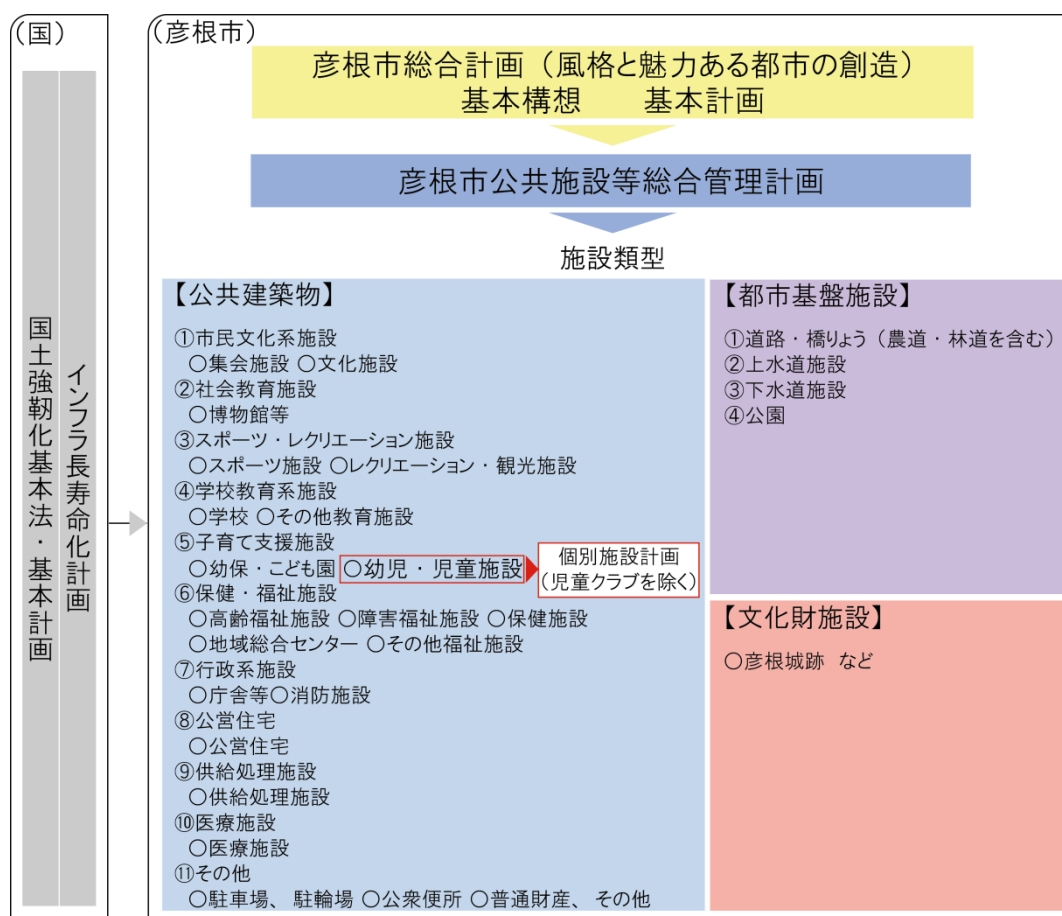 (国)
国土強靭化基本法・基本計画
インフラ長寿命化計画
(彦根市)
彦根市総合計画（風格と魅力ある都市の創造）
基本構想　　基本計画
彦根市公共施設等総合管理計画
施設類型
【公共建築物】
①市民文化系施設
○集会施設 ○文化施設
②社会教育施設
○博物館等
③スポーツ・レクリエーション施設
○スポーツ施設 ○レクリエーション・観光施設
④学校教育系施設
○学校 ○その他教育施設
⑤子育て支援施設
○幼保・こども園 ○幼児・児童施設
個別施設計画
(児童クラブを除く)
⑥保健・福祉施設
○高齢福祉施設 ○障害福祉施設 ○保健施設
○地域総合センター ○その他福祉施設
⑦行政系施設
○庁舎等○消防施設
⑧公営住宅
○公営住宅
⑨供給処理施設
○供給処理施設
⑩医療施設
○医療施設
⑪その他
○駐車場、駐輪場 ○公衆便所 ○普通財産、その他
【都市基盤施設】
①道路・橋りょう（農道・林道を含む）
②上水道施設
③下水道施設
④公園
【文化財施設】
○彦根城跡 など